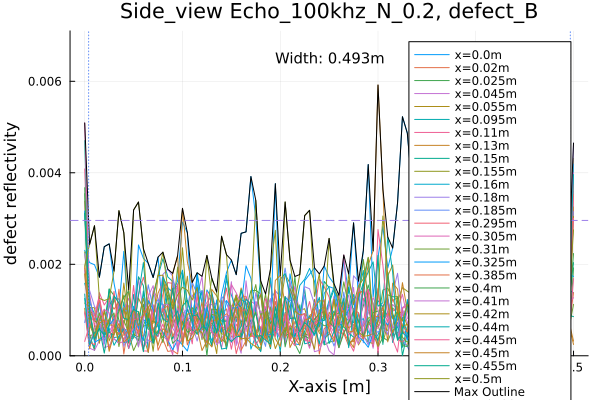 Side_view Echo_100khz_N_0.2, defect_B
Width: 0.493m
defect reflectivity
0.006
0.004
0.002
0.000
0.0
0.1
0.2
0.3
.5
X-axis [m]
x=0.0m
x=0.02m
x=0.025m
x=0.045m
x=0.055m
x=0.095m
x=0.11m
x=0.13m
x=0.15m
x=0.155m
x=0.16m
x=0.18m
x=0.185m
x=0.295m
x=0.305m
x=0.31m
x=0.325m
x=0.385m
x=0.4m
x=0.41m
x=0.42m
x=0.44m
x=0.445m
x=0.45m
x=0.455m
x=0.5m
Max Outline